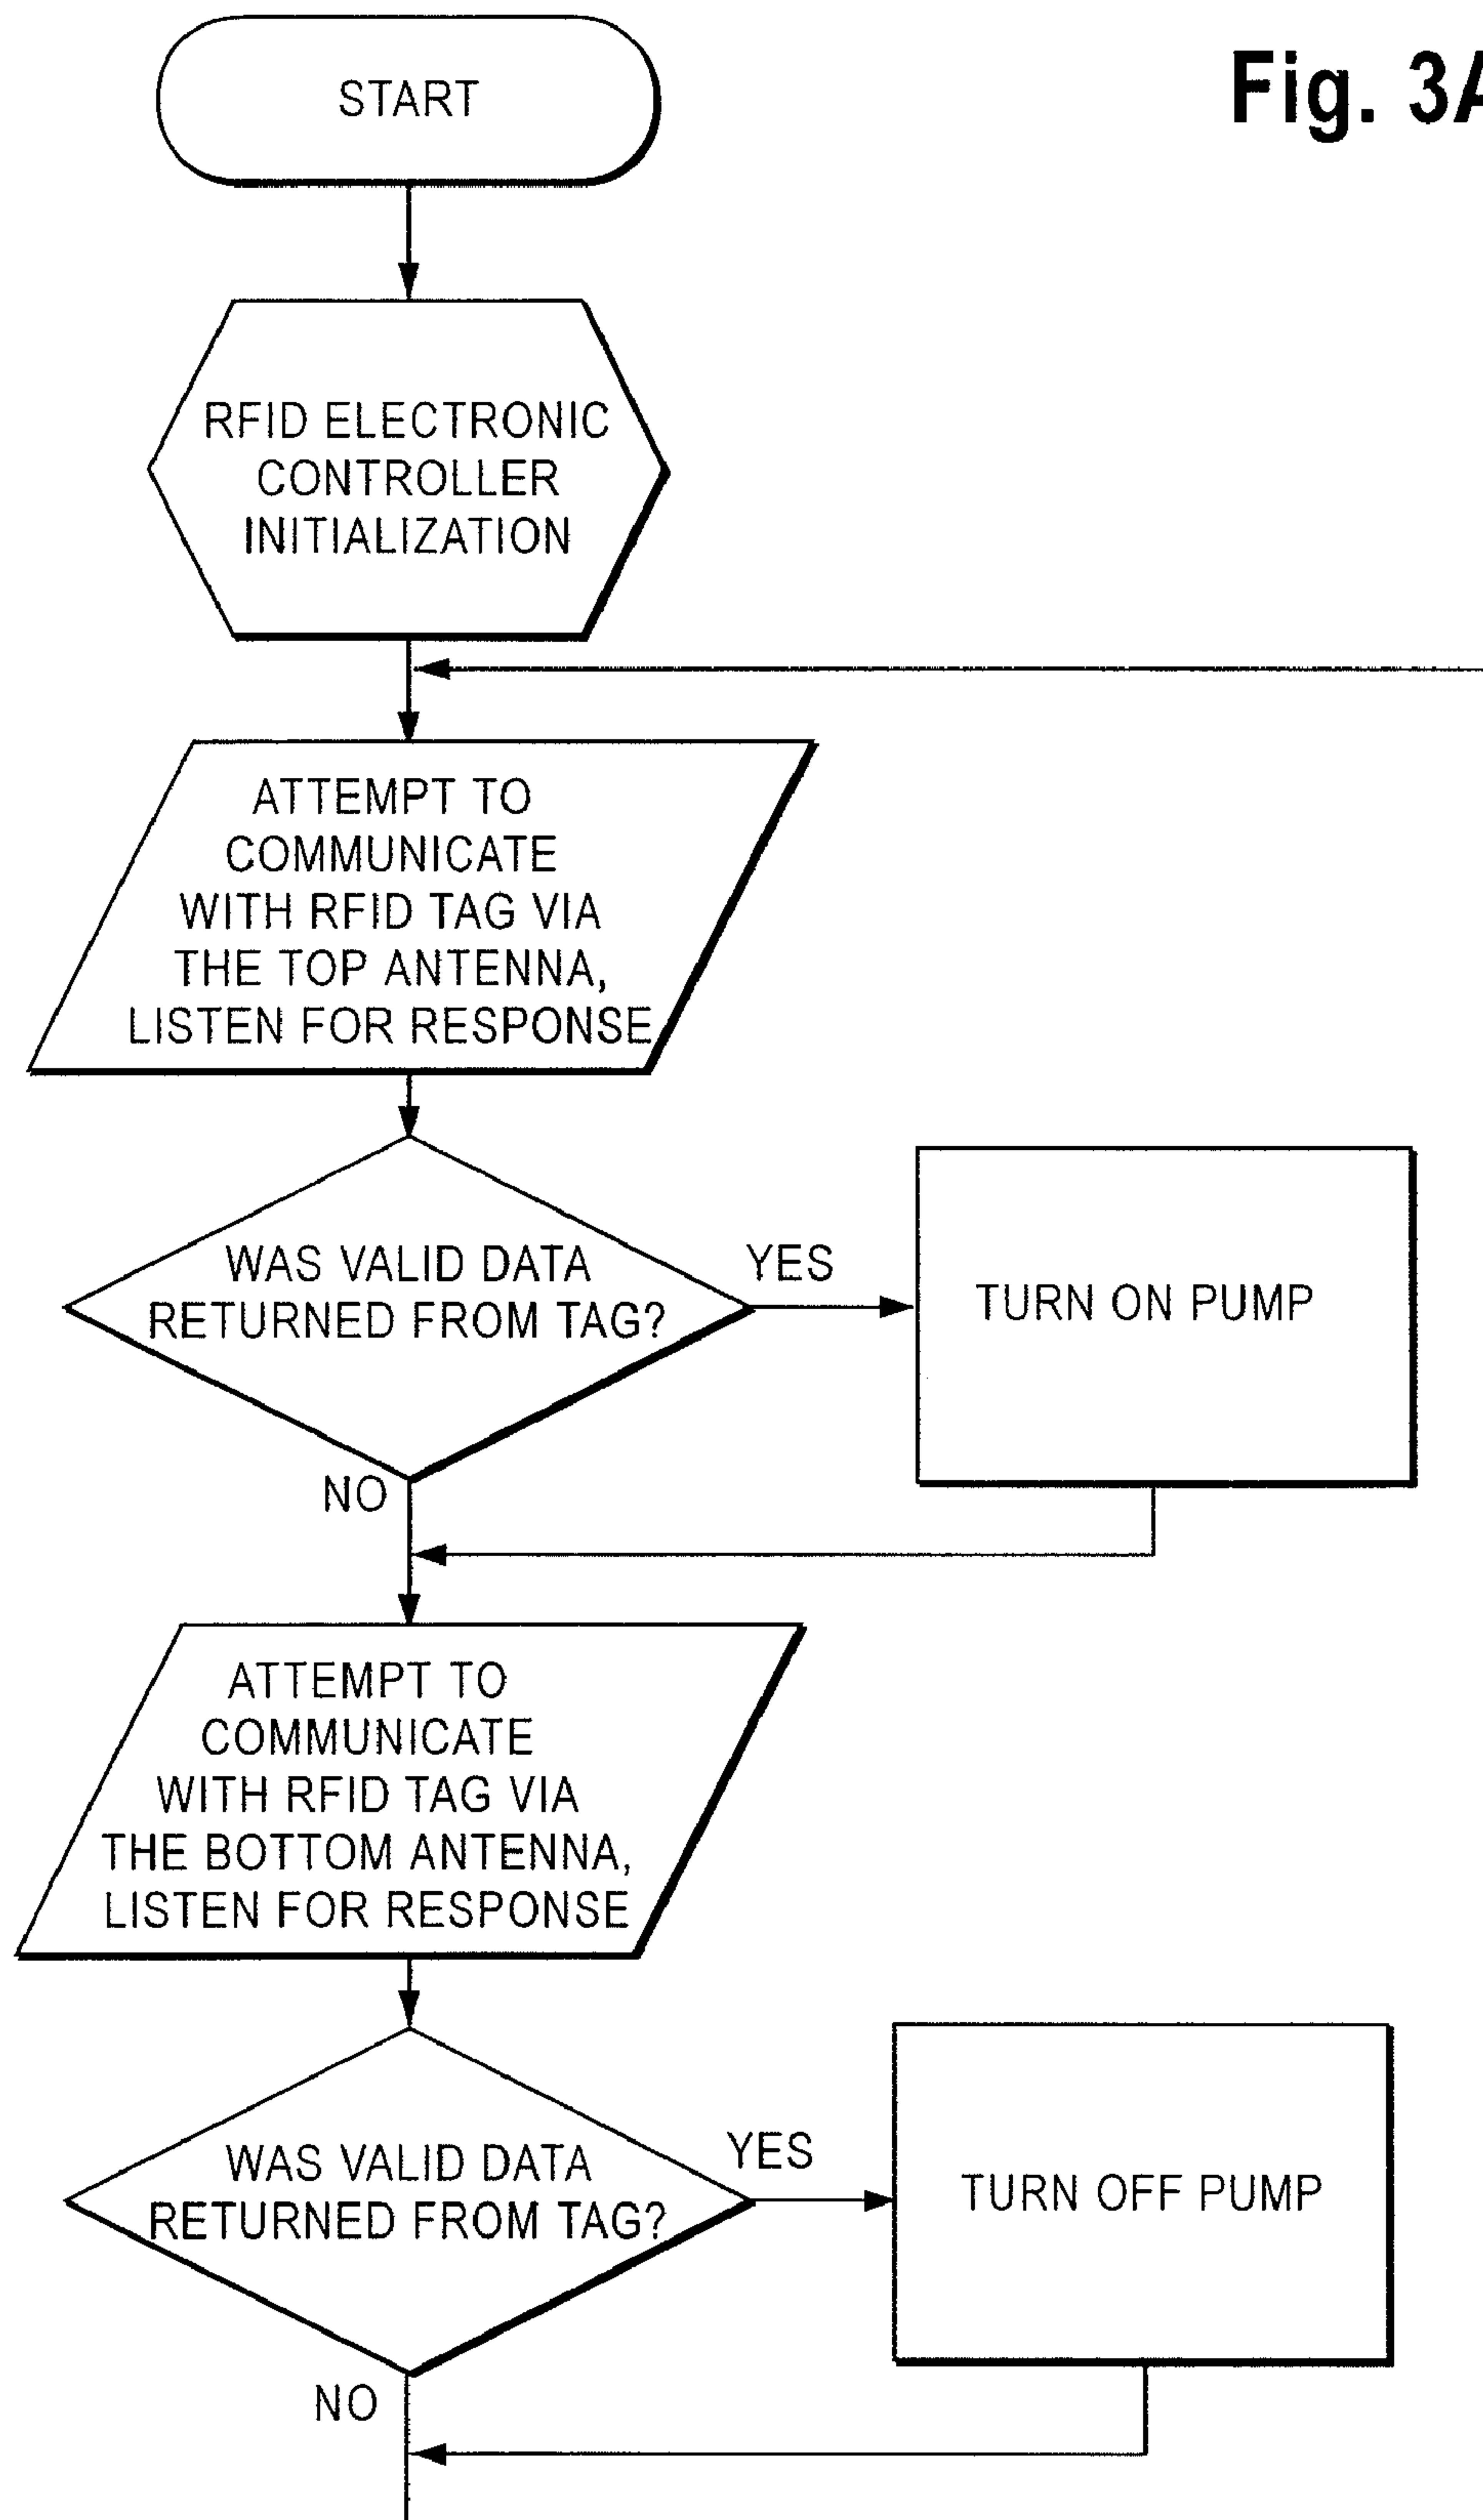 START
Fig. 3A
RFID ELECTRONIC
CONTROLLER
INITIALIZATION
ATTEMPT TO
COMMUNICATE
WITH RFID TAG VIA
THE TOP ANTENNA,
LISTEN FOR RESPONSE
WAS VALID DATA
RETURNED FROM TAG?
YES
TURN ON PUMP
NO
ATTEMPT TO
COMMUNICATE
WITH RFID TAG VIA
THE BOTTOM ANTENNA,
LISTEN FOR RESPONSE
WAS VALID DATA
RETURNED FROM TAG?
YES
TURN OFF PUMP
NO